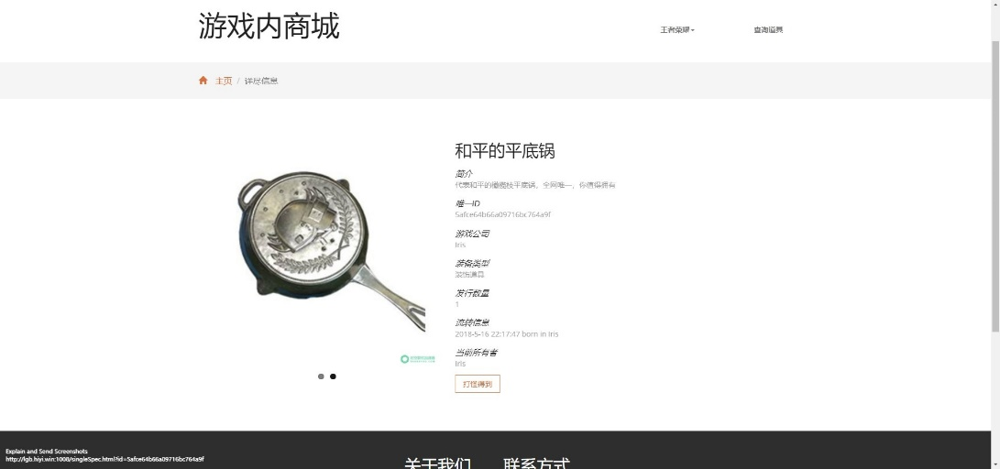 游戏内商城
王者荣耀
查询道具
主页 / 详尽信息
和平的平底锅
简介
代表和平的橄榄枝平底锅，全网唯一，你值得拥有
唯一ID
5afce64b66a09716bc764a9f
游戏公司
Iris
装备类型
装饰道具
发行数量
1
流转信息
2018-5-16 22:17:47 born in Iris
当前所有者
Iris
打怪得到
Explain and Send Screenshots
http://lgb.hiyi.win:1008/singleSpec.html?id=5afce64b66a09716bc764a9f
关于我们
联系方式